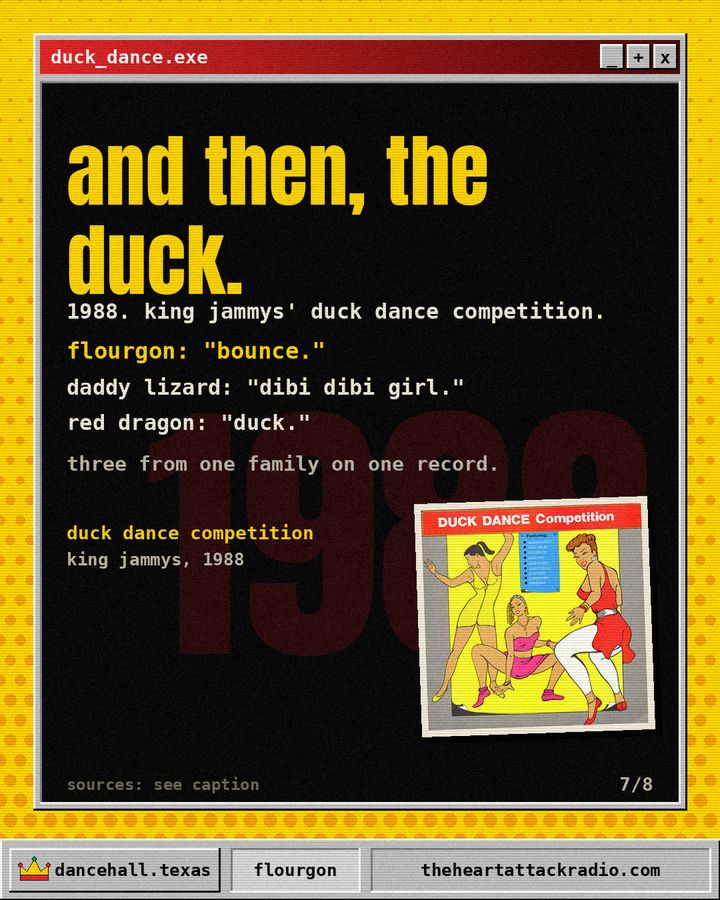 duck_dance.exe
_ + x
and then, the
duck.
1988. king jammys' duck dance competition.
flourgon: "bounce."
daddy lizard: "dibi dibi girl."
red dragon: "duck."
three from one family on one record.
1988
duck dance competition
king jammys, 1988
DUCK DANCE Competition
Featuring:
sources: see caption
7/8
dancehall.texas
flourgon
theheartattackradio.com